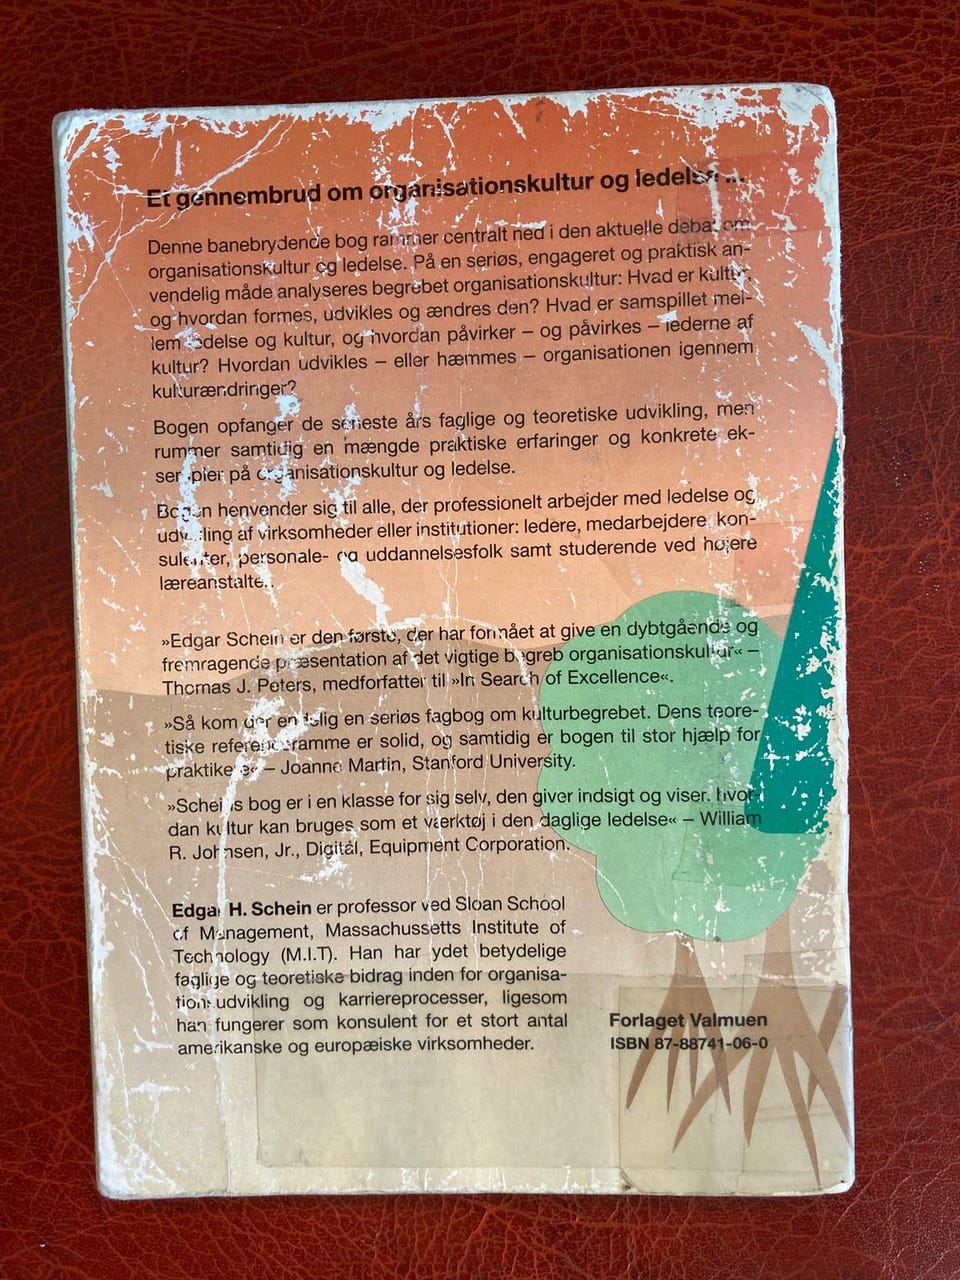 Et gennembrud om organisationskultur og ledelse ...
Denne banebrydende bog rammer centralt ned i den aktuelle debat om
organisationskultur og ledelse. På en seriøs, engageret og praktisk an-
vendelig måde analyseres begrebet organisationskultur: Hvad er kultur,
og hvordan formes, udvikles og ændres den? Hvad er samspillet mel-
lem ledelse og kultur, og hvordan påvirker – og påvirkes – lederne af
kultur? Hvordan udvikles – eller hæmmes – organisationen igennem
kulturændringer?
Bogen opfanger de seneste års faglige og teoretiske udvikling, men
rummer samtidig en mængde praktiske erfaringer og konkrete ek-
sempler på organisationskultur og ledelse.
Bogen henvender sig til alle, der professionelt arbejder med ledelse og
udvikling af virksomheder eller institutioner: ledere, medarbejdere, kon-
sulenter, personale- og uddannelsesfolk samt studerende ved højere
læreanstalter.
»Edgar Schein er den første, der har formået at give en dybtgående og
fremragende præsentation af det vigtige begreb organisationskultur« –
Thomas J. Peters, medforfatter til »In Search of Excellence«.
»Så kom der endelig en seriøs fagbog om kulturbegrebet. Dens teore-
tiske referenceramme er solid, og samtidig er bogen til stor hjælp for
praktikere« – Joanne Martin, Stanford University.
»Scheins bog er i en klasse for sig selv, den giver indsigt og viser. hvor-
dan kultur kan bruges som et værktøj i den daglige ledelse« – William
R. Johnsen, Jr., Digital, Equipment Corporation.
Edgar H. Schein er professor ved Sloan School
of Management, Massachussetts Institute of
Technology (M.I.T). Han har ydet betydelige
faglige og teoretiske bidrag inden for organisa-
tionsudvikling og karriereprocesser, ligesom
han fungerer som konsulent for et stort antal
amerikanske og europæiske virksomheder.
Forlaget Valmuen
ISBN 87-88741-06-0